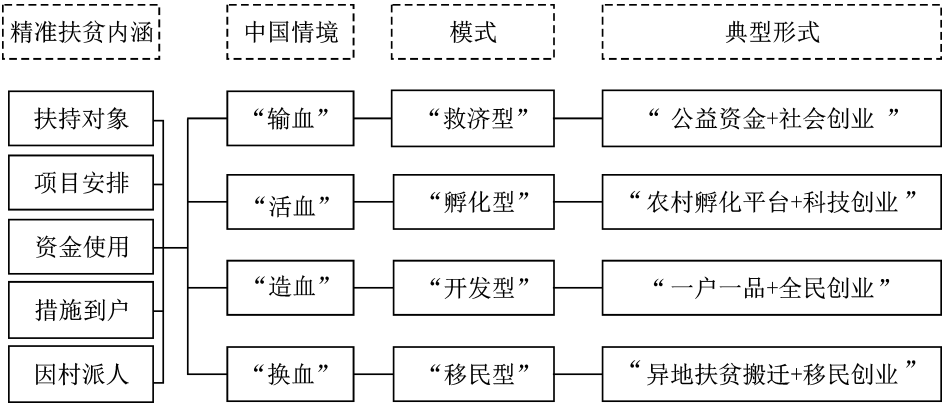 精准扶贫内涵
中国情境
模式
典型形式
扶持对象
项目安排
资金使用
措施到户
因村派人
“输血”
“救济型”
“ 公益资金+社会创业 ”
“活血”
“孵化型”
“农村孵化平台+科技创业”
“造血”
“开发型”
“一户一品+全民创业”
“换血”
“移民型”
“异地扶贫搬迁+移民创业”